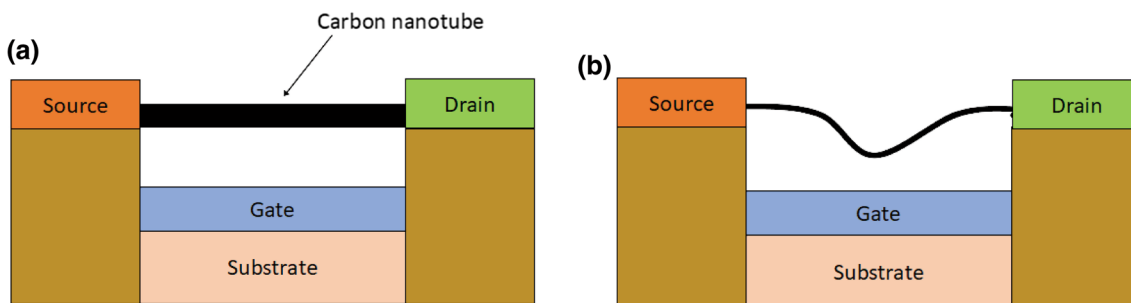 Carbon nanotube
(a)
Source
Drain
Gate
Substrate
(b)
Source
Drain
Gate
Substrate